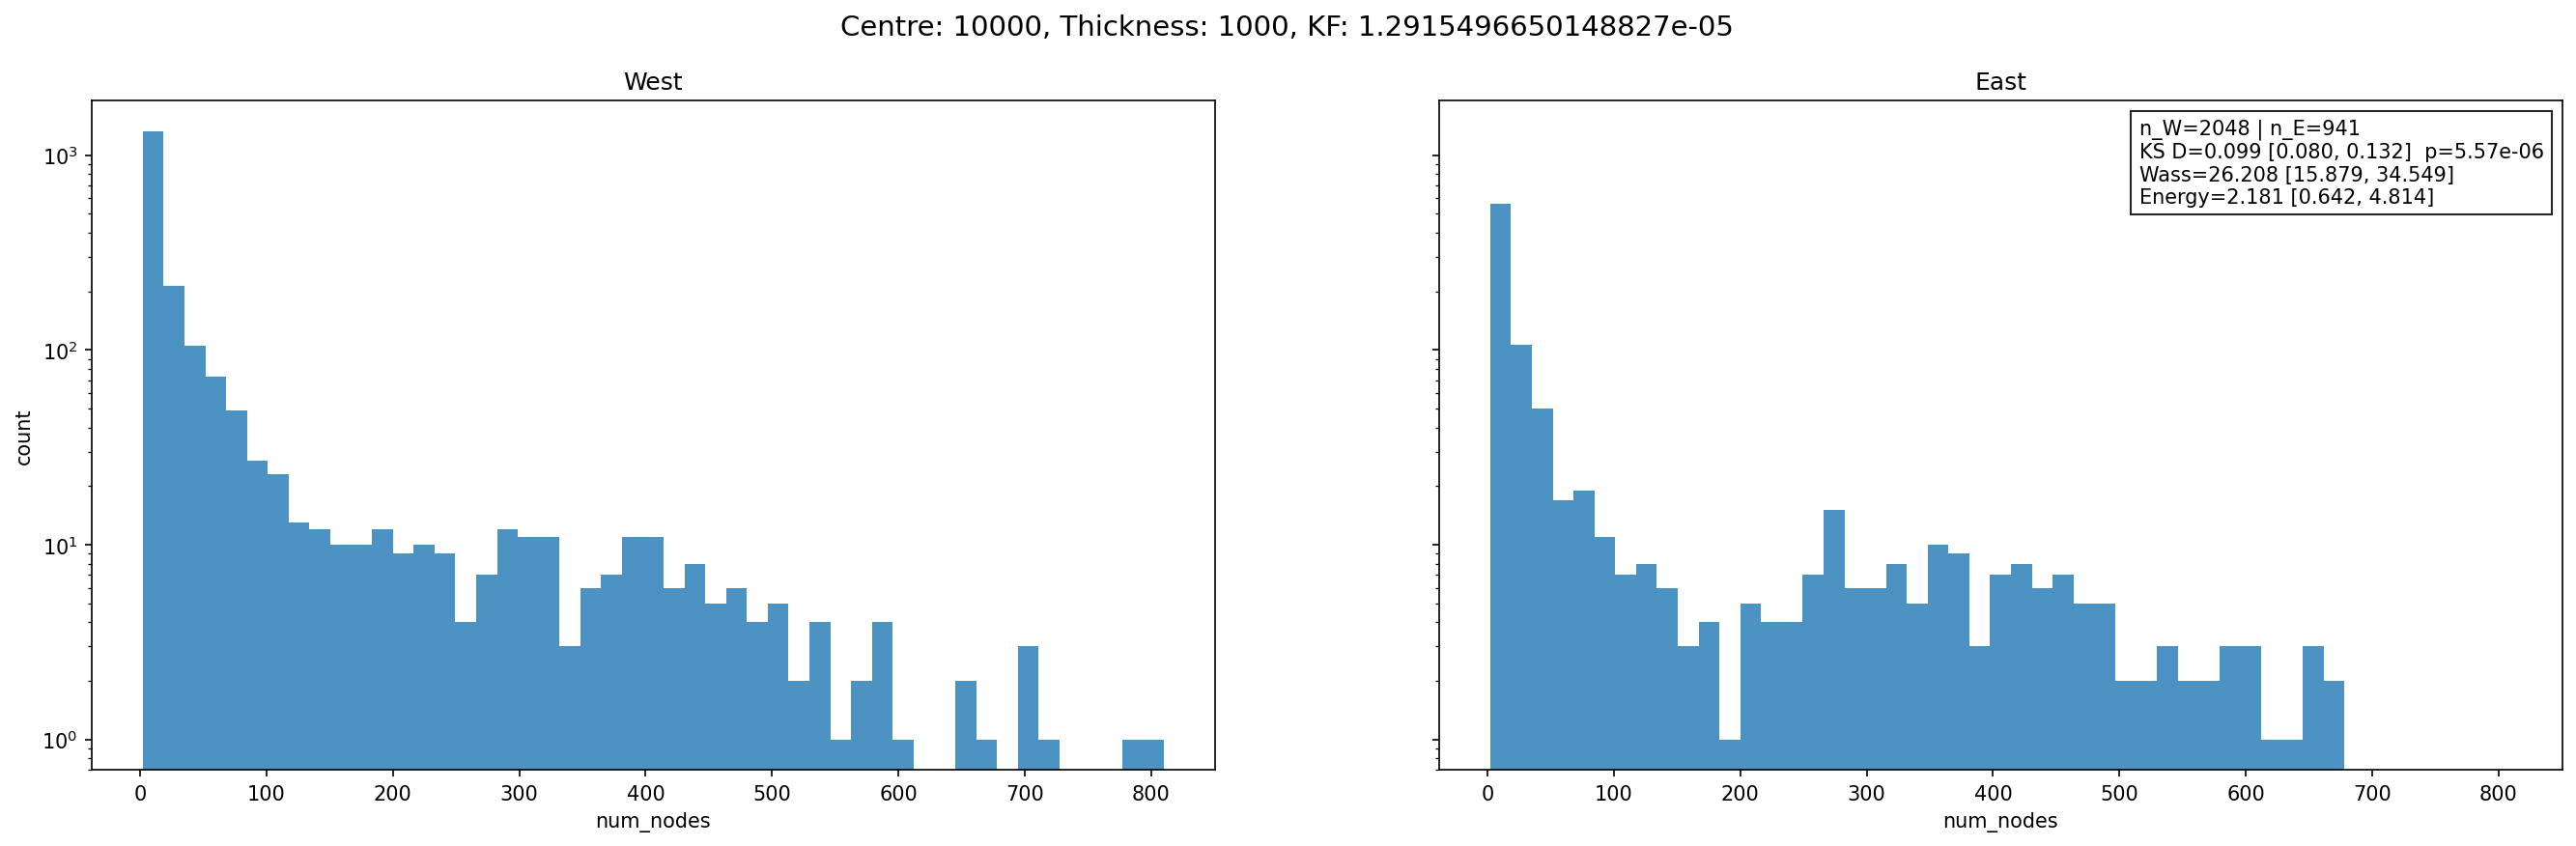 Centre: 10000, Thickness: 1000, KF: 1.2915496650148827e-05
West
East
n_W=2048 | n_E=941
KS D=0.099 [0.080, 0.132]  p=5.57e-06
Wass=26.208 [15.879, 34.549]
Energy=2.181 [0.642, 4.814]
10³
10²
10¹
10⁰
count
0 100 200 300 400 500 600 700 800
0 100 200 300 400 500 600 700 800
num_nodes
num_nodes